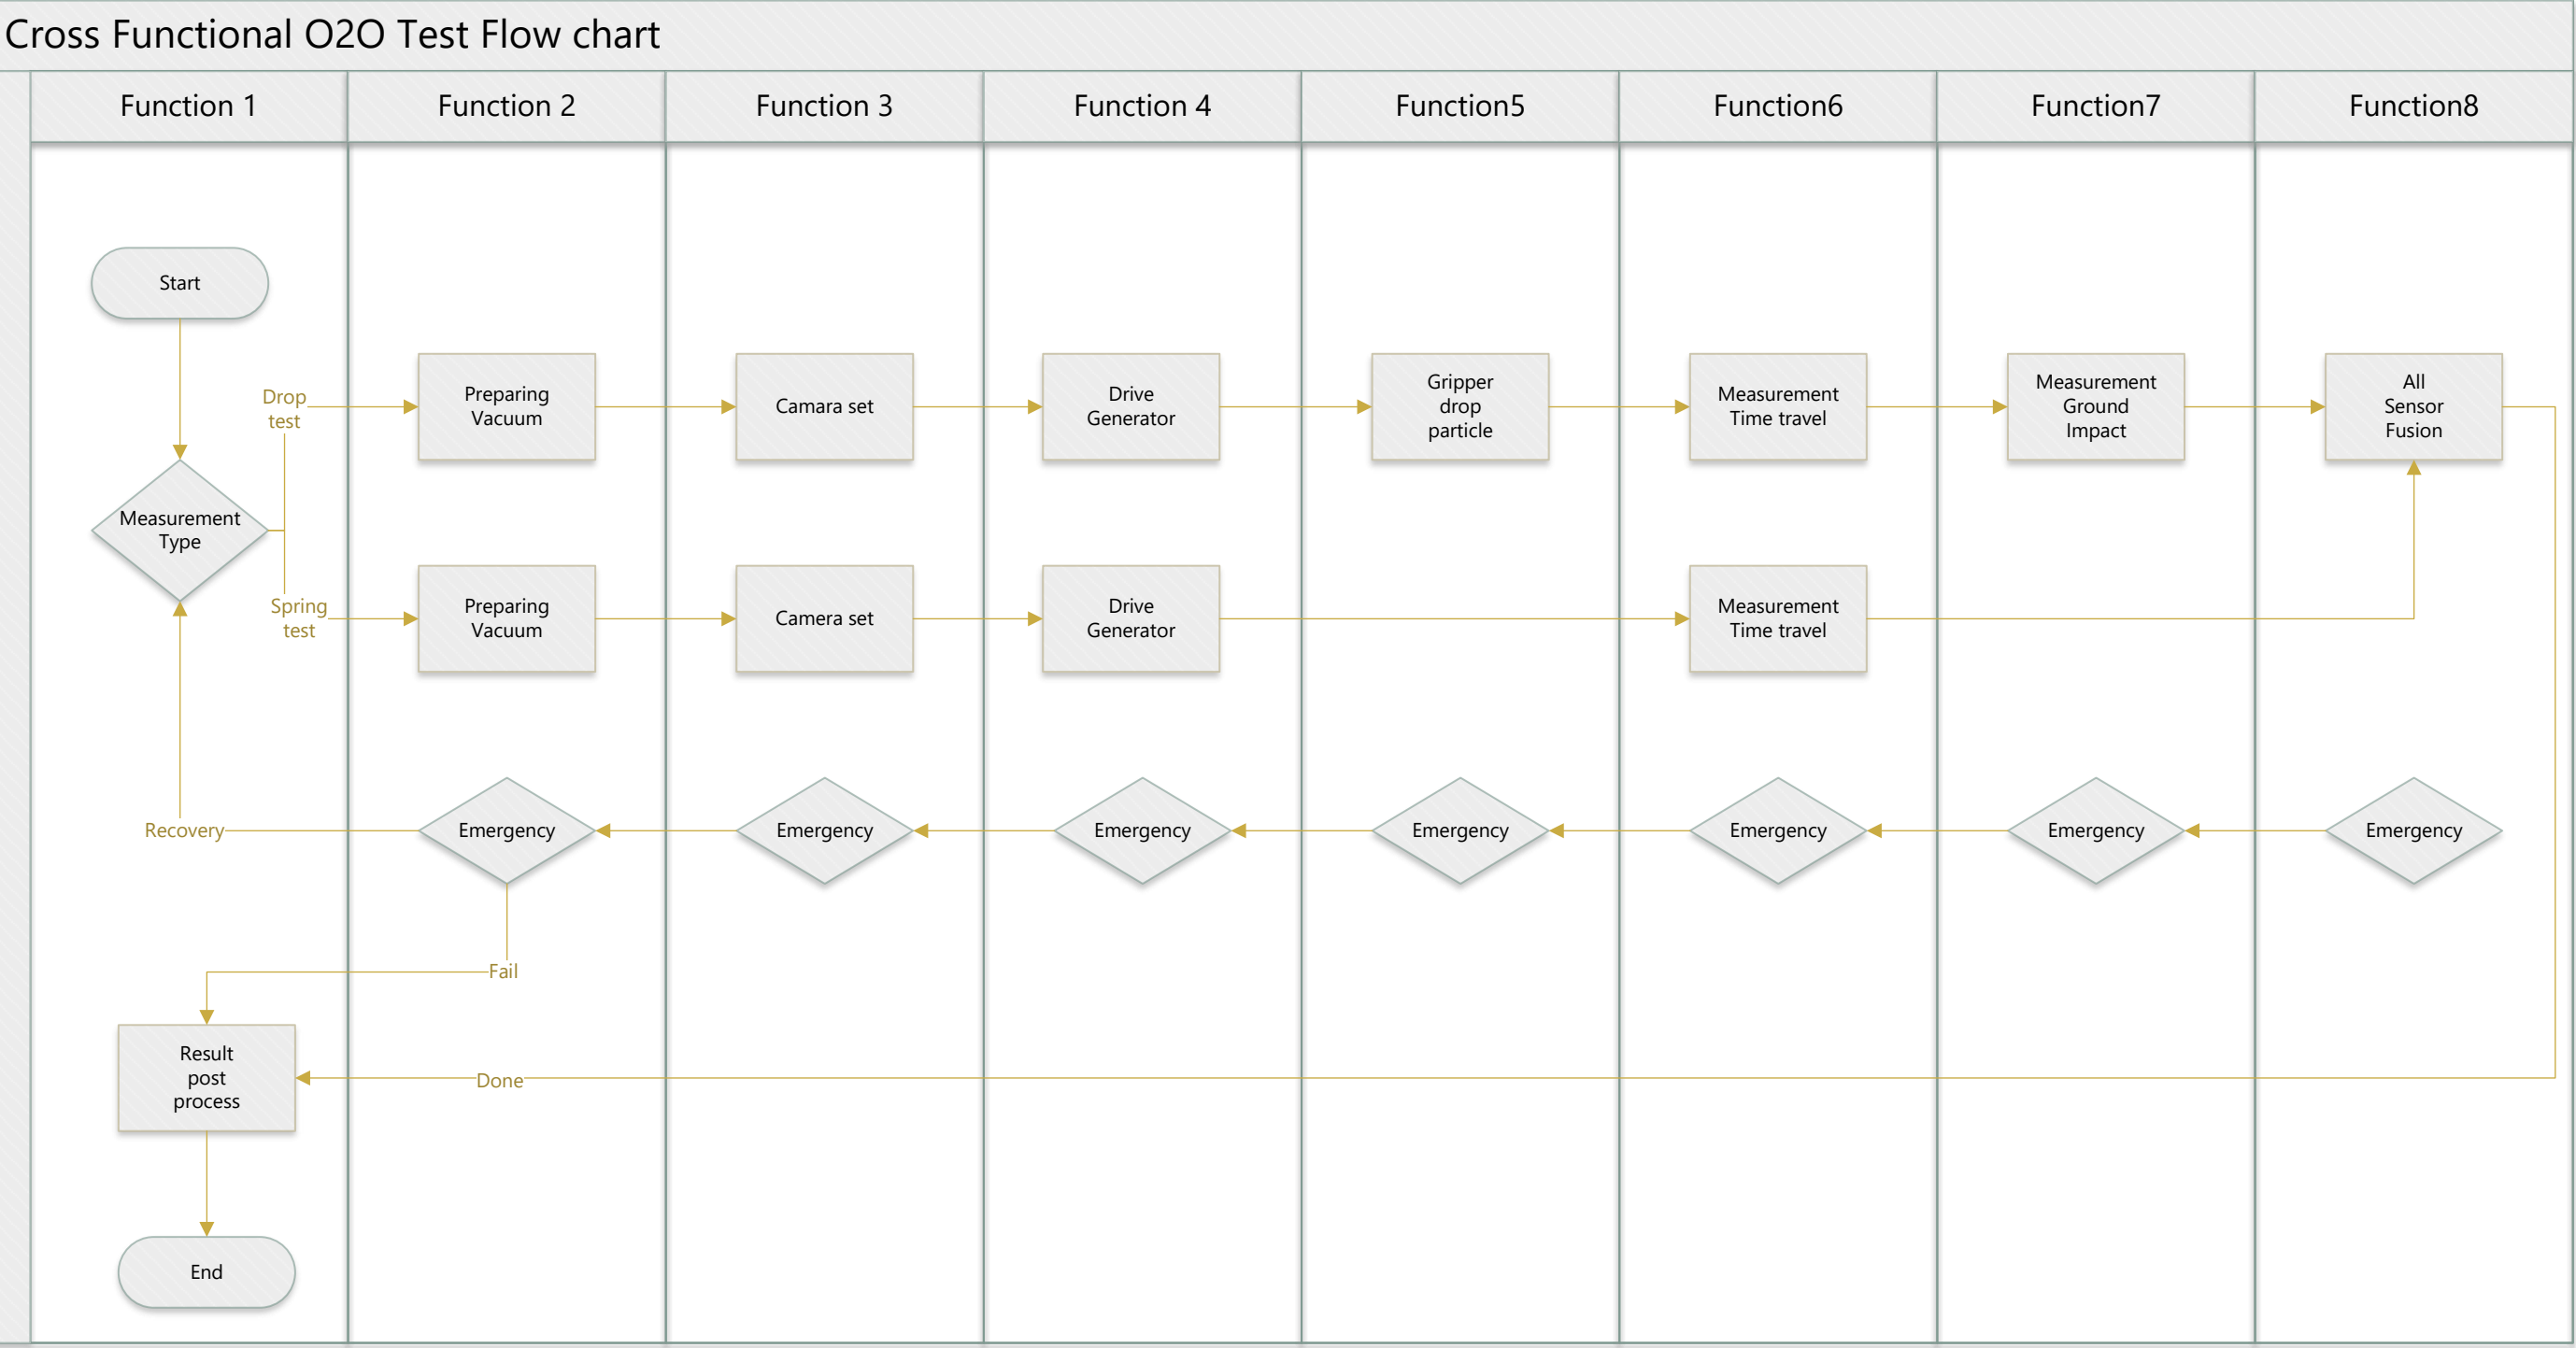 Cross Functional O2O Test Flow chart
Function 1
Function 2
Function 3
Function 4
Function5
Function6
Function7
Function8
Start
Drop
test
Preparing
Vacuum
Camara set
Drive
Generator
Gripper
drop
particle
Measurement
Time travel
Measurement
Ground
Impact
All
Sensor
Fusion
Measurement
Type
Spring
test
Preparing
Vacuum
Camera set
Drive
Generator
Measurement
Time travel
Recovery
Emergency
Emergency
Emergency
Emergency
Emergency
Emergency
Emergency
Fail
Result
post
process
Done
End